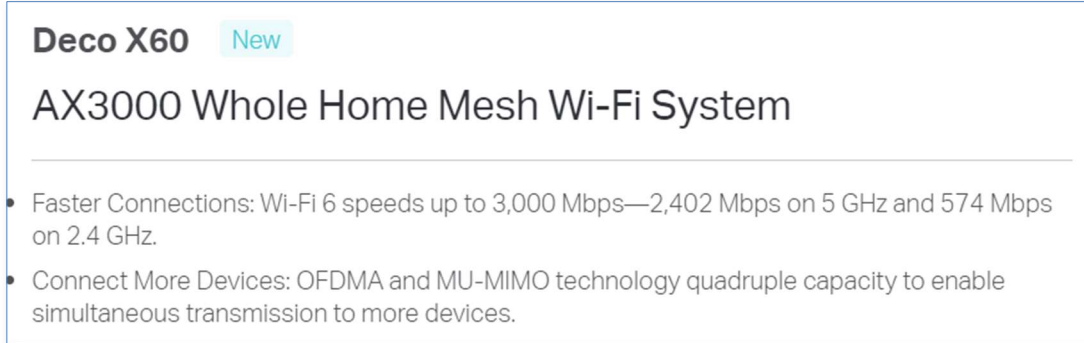 Deco X60 New
AX3000 Whole Home Mesh Wi-Fi System
• Faster Connections: Wi-Fi 6 speeds up to 3,000 Mbps—2,402 Mbps on 5 GHz and 574 Mbps
on 2.4 GHz.
• Connect More Devices: OFDMA and MU-MIMO technology quadruple capacity to enable
simultaneous transmission to more devices.